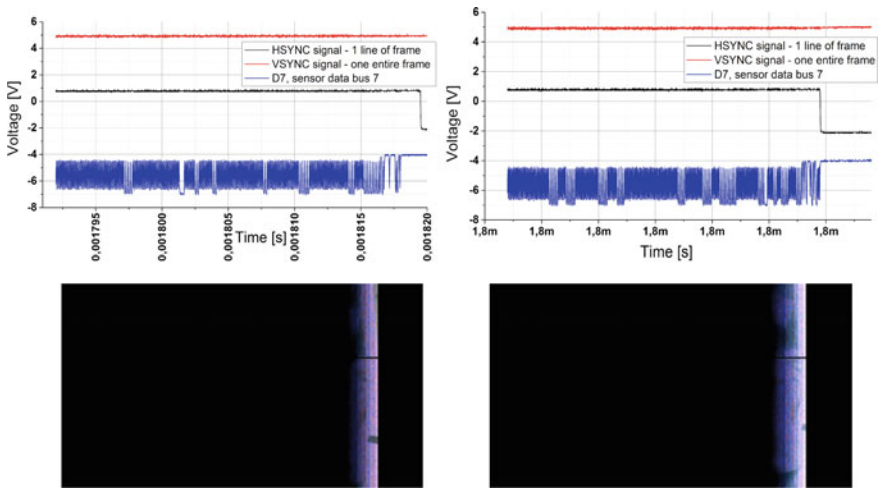 6
4
2
0
-2
-4
-6
-8
Voltage [V]
HSYNC signal - 1 line of frame
VSYNC signal - one entire frame
D7, sensor data bus 7
0,001795
0,001800
0,001805
0,001810
0,001815
0,001820
Time [s]
6
4
2
0
-2
-4
-6
-8
Voltage [V]
HSYNC signal - 1 line of frame
VSYNC signal - one entire frame
D7, sensor data bus 7
1,8m 1,8m 1,8m 1,8m 1,8m 1,8m 1,8m
Time [s]